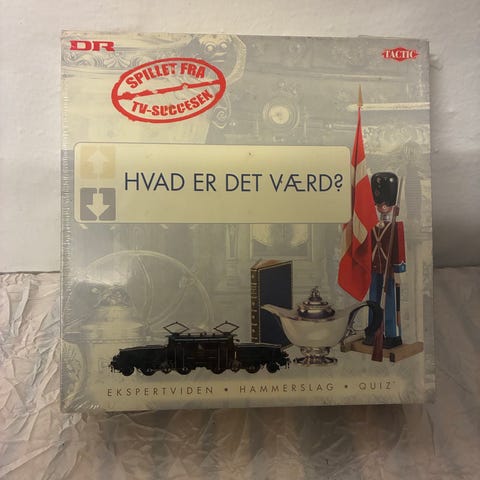 DR
TACTIC
SPILLET FRA
TV-SUCCESEN
HVAD ER DET VÆRD?
EKSPERTVIDEN • HAMMERSLAG • QUIZ